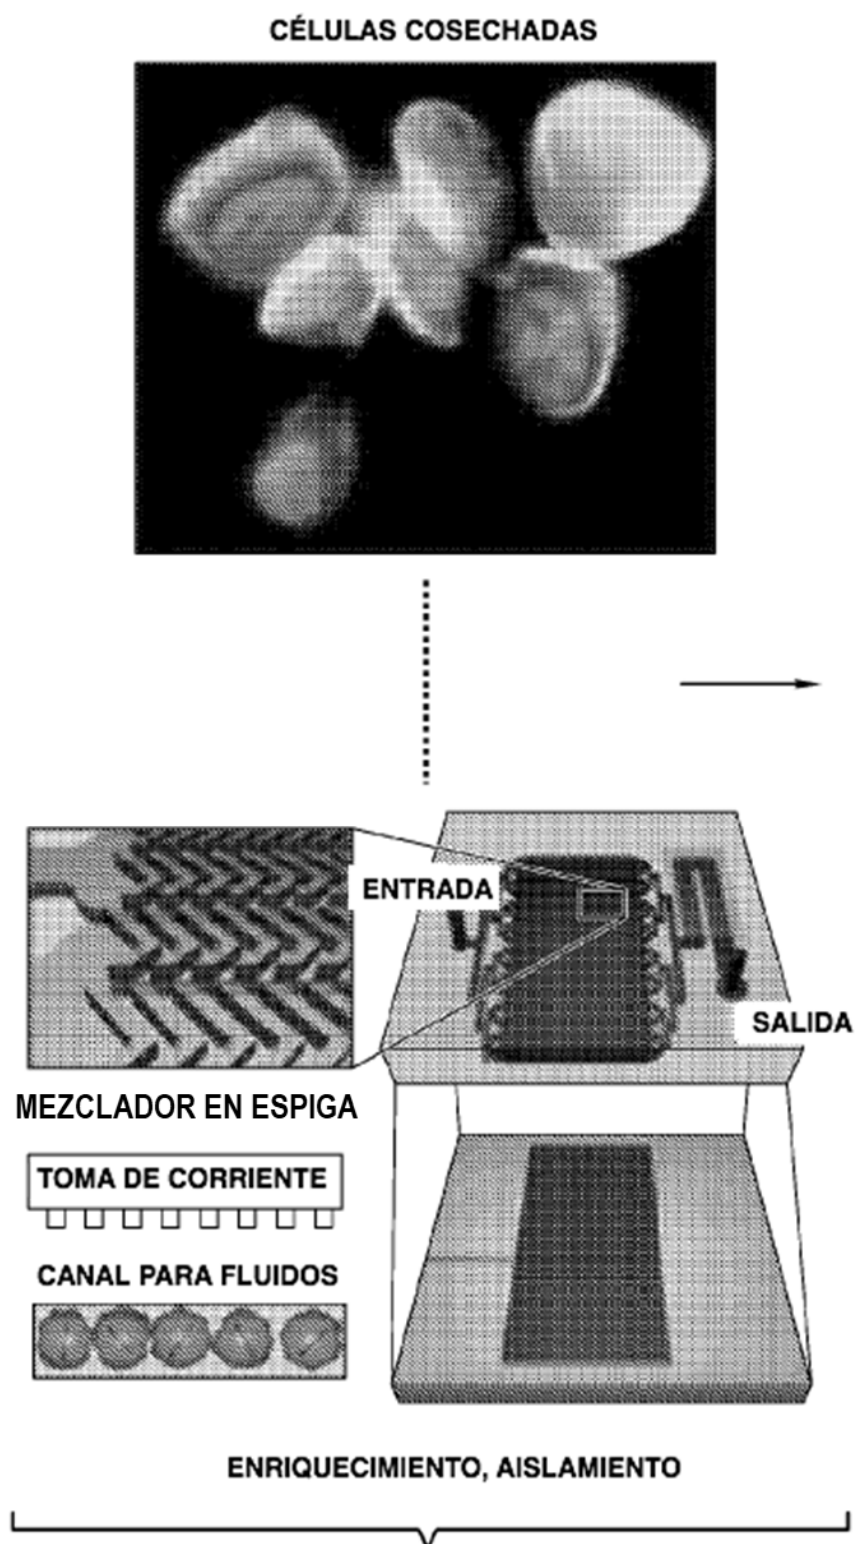 CÉLULAS COSECHADAS
ENTRADA
SALIDA
MEZCLADOR EN ESPIGA
TOMA DE CORRIENTE
CANAL PARA FLUIDOS
ENRIQUECIMIENTO, AISLAMIENTO